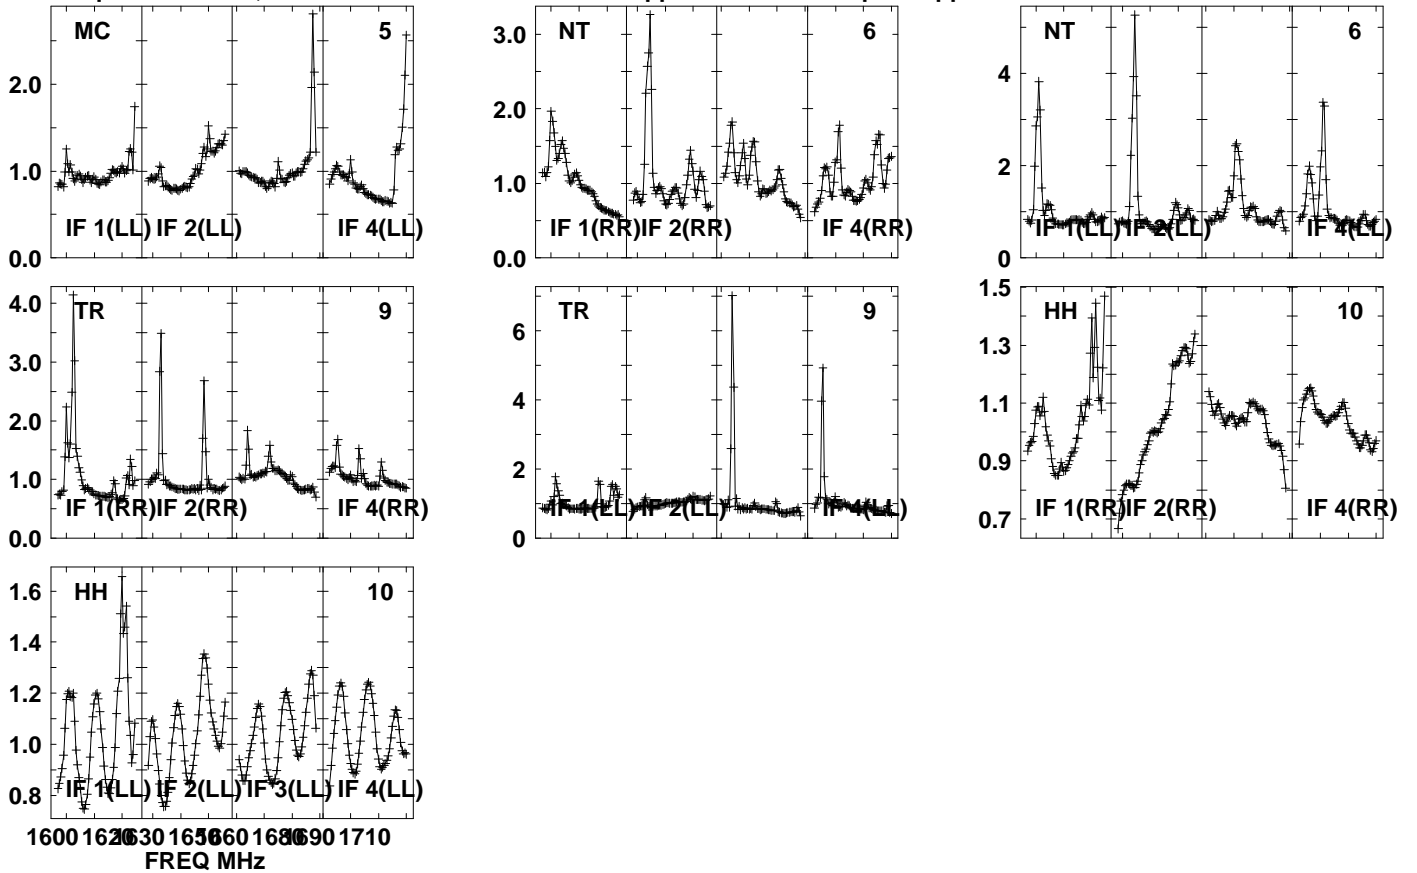 MC 5
2.0
1.0
0.0
IF 1(LL) IF 2(LL) IF 4(LL)
NT 6
3.0
2.0
1.0
0.0
IF 1(RR) IF 2(RR) IF 4(RR)
NT 6
4
2
0
IF 1(LL) IF 2(LL) IF 4(LL)
TR 9
4.0
3.0
2.0
1.0
0.0
IF 1(RR) IF 2(RR) IF 4(RR)
TR 9
6
4
2
0
IF 1(LL) IF 2(LL) IF 4(LL)
HH 10
1.5
1.3
1.1
0.9
0.7
IF 1(RR) IF 2(RR) IF 4(RR)
HH 10
1.6
1.4
1.2
1.0
0.8
IF 1(LL) IF 2(LL) IF 3(LL) IF 4(LL)
1600 1620 1630 1650 1660 1680 1690 1710
FREQ MHz